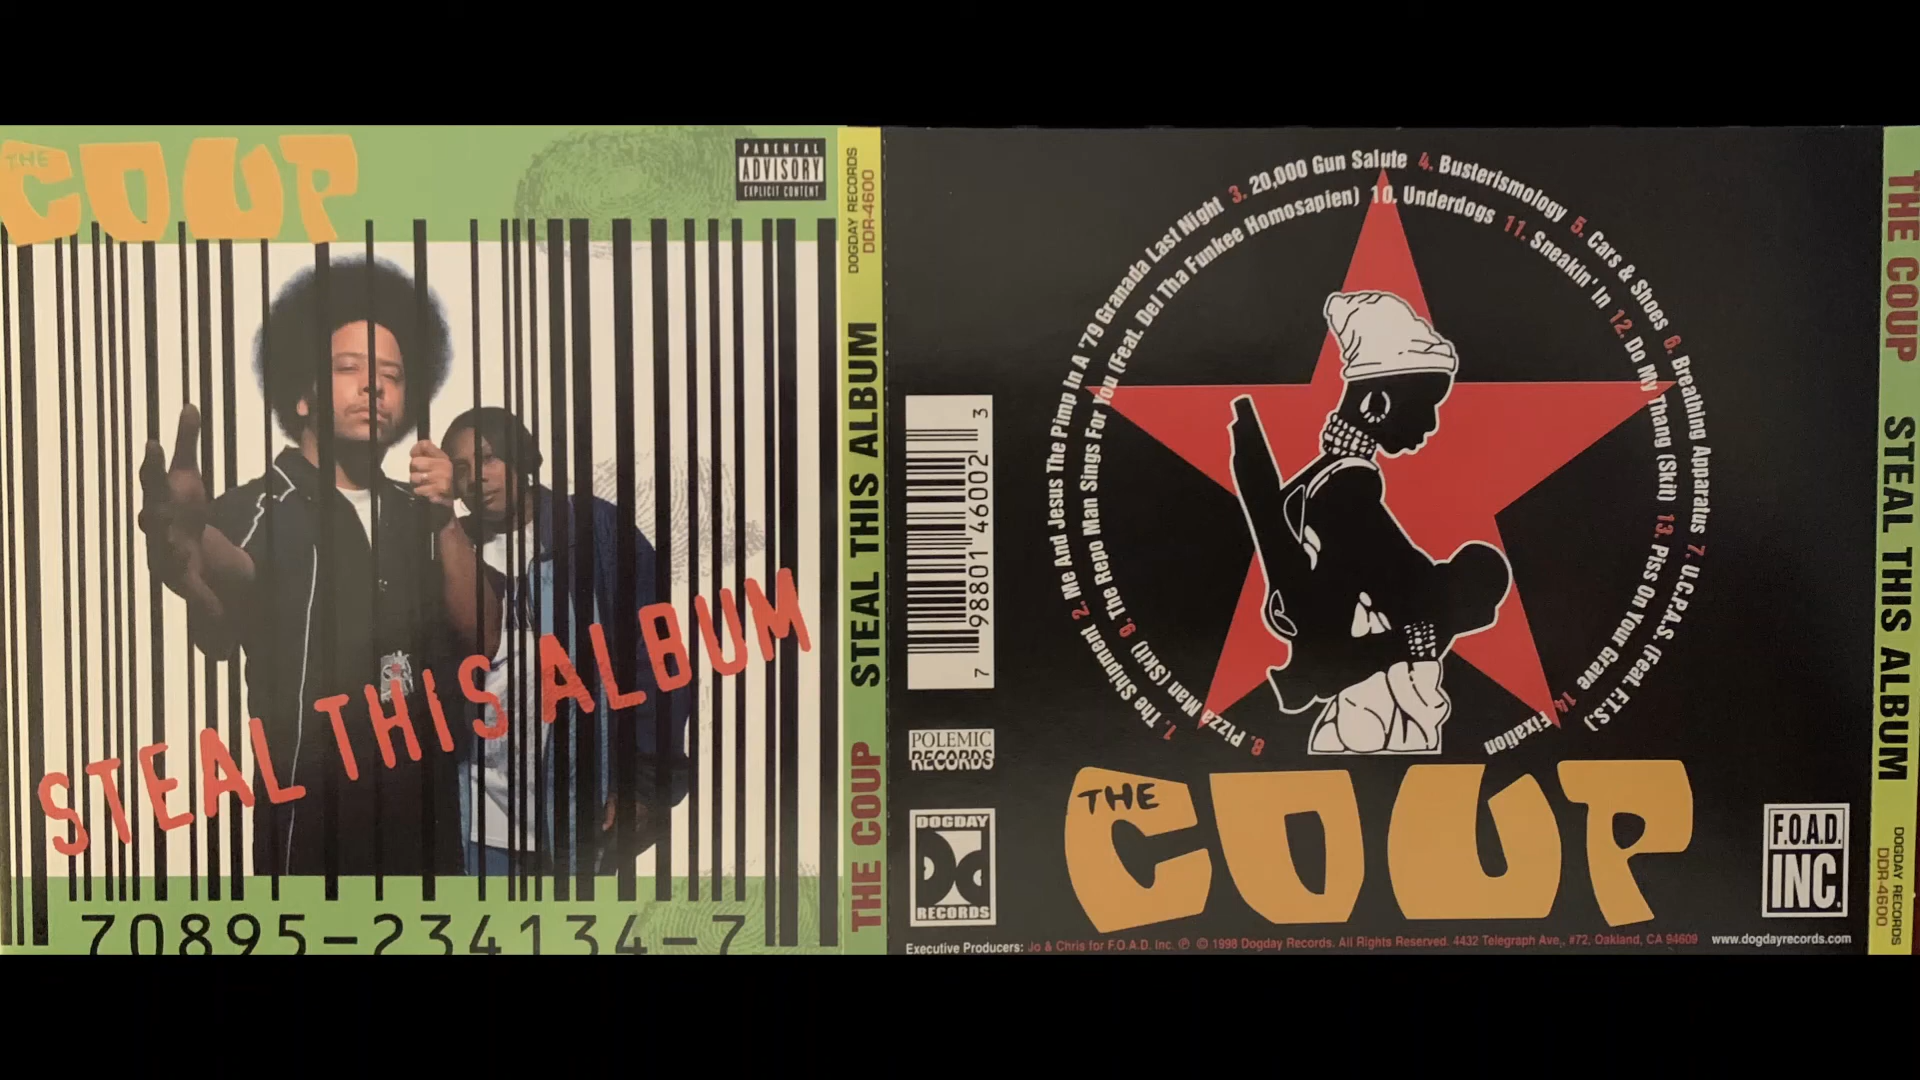 THE COUP
PARENTAL
ADVISORY
EXPLICIT CONTENT
STEAL THIS ALBUM
70895-234134-7
THE COUP STEAL THIS ALBUM DOGDAY RECORDS
DDR-4600
1. The Shipment 2. Me And Jesus The Pimp In A '79 Granada Last Night 3. 20,000 Gun Salute 4. Busterismology 5. Cars & Shoes 6. Breathing Apparatus 7. U.C.P.A.S. (Feat. F.T.S.)
8. Pizza Man (Skit) 9. The Repo Man Sings For You (Feat. Del Tha Funkee Homosapien) 10. Underdogs 11. Sneakin' In 12. Do My Thang (Skit) 13. Piss On Your Grave 14. Fixation
7 98801 46002 3
POLEMIC
RECORDS
DOGDAY
RECORDS
THE COUP
F.O.A.D.
INC.
Executive Producers: Jo & Chris for F.O.A.D. Inc. ℗ © 1998 Dogday Records. All Rights Reserved. 4432 Telegraph Ave,, #72, Oakland, CA 94609 www.dogdayrecords.com
THE COUP STEAL THIS ALBUM DOGDAY RECORDS
DDR-4600